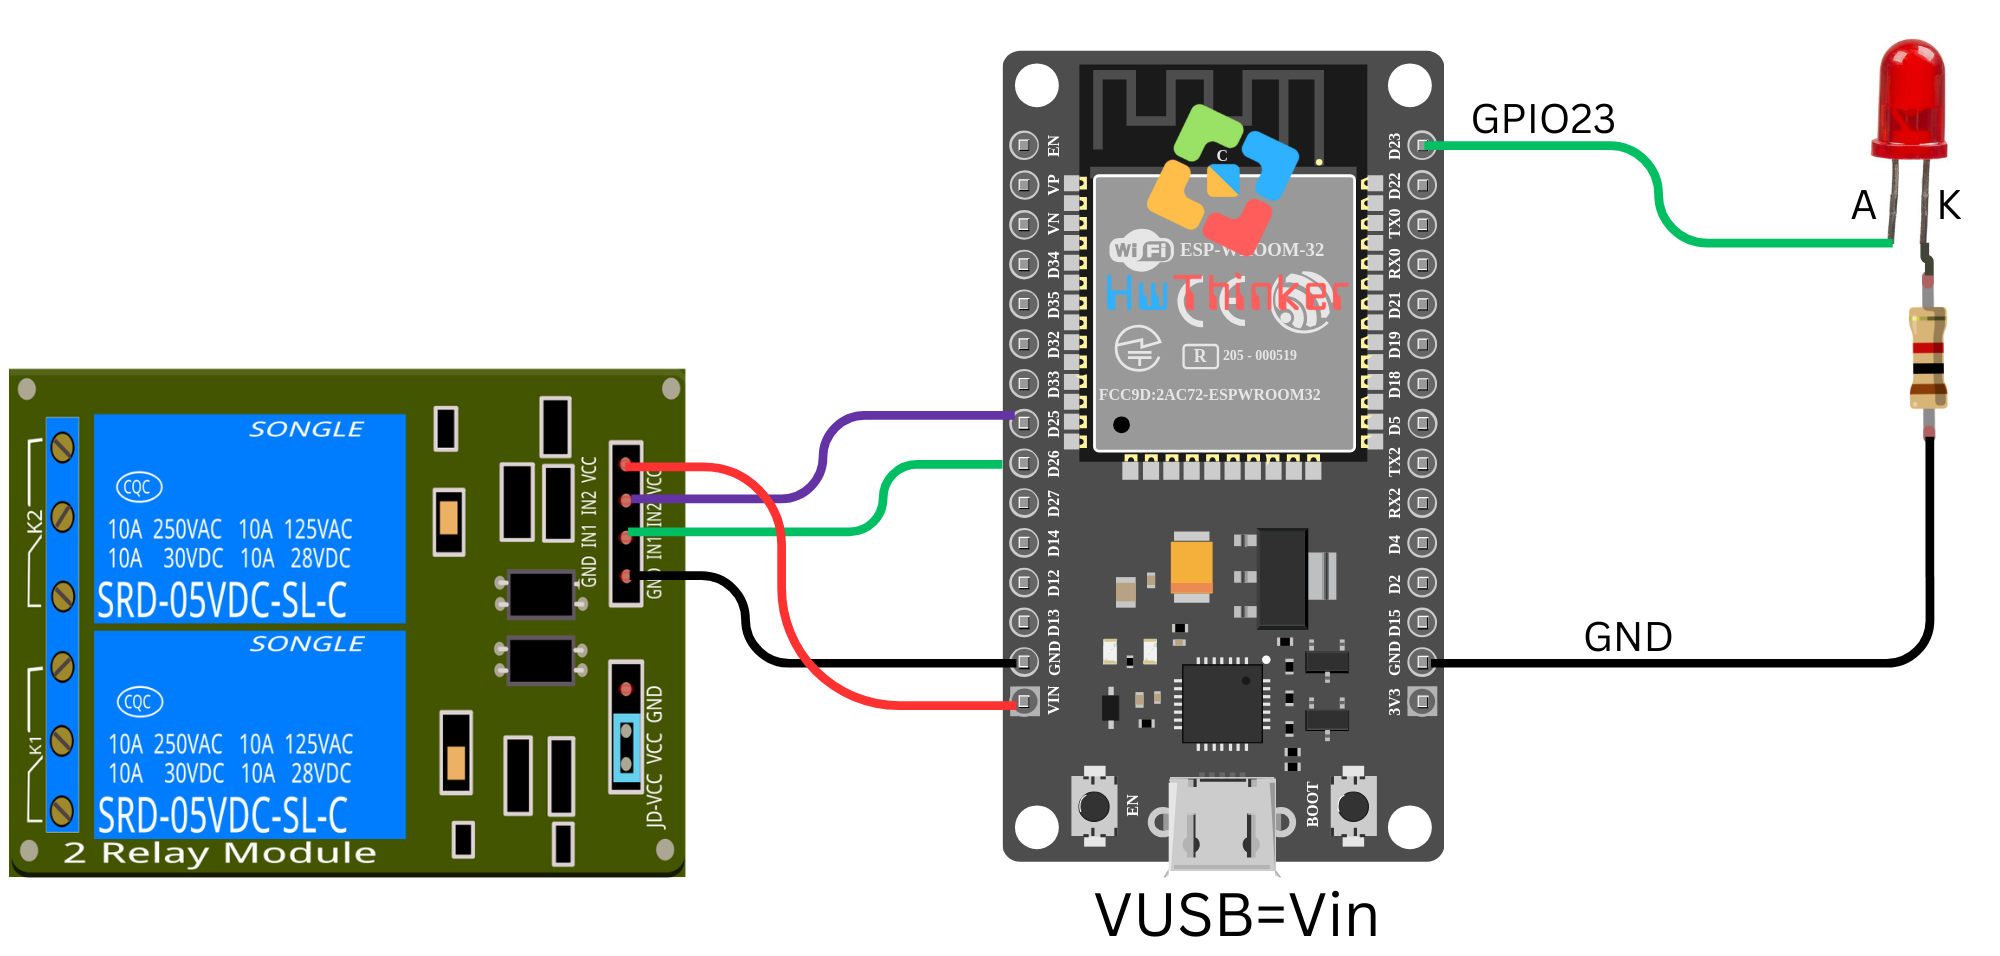 GPIO23
A
K
GND
VUSB=Vin
EN
VP
VN
D34
D35
D32
D33
D25
D26
D27
D14
D12
D13
GND
VIN
D23
D22
TX0
RX0
D21
D19
D18
D5
TX2
RX2
D4
D2
D15
GND
3V3
C
WiFi
ESP-WROOM-32
HwThinker
CE
R
205 - 000519
FCC9D:2AC72-ESPWROOM32
EN
BOOT
SONGLE
CQC
10A 250VAC 10A 125VAC
10A 30VDC 10A 28VDC
SRD-05VDC-SL-C
SONGLE
CQC
10A 250VAC 10A 125VAC
10A 30VDC 10A 28VDC
SRD-05VDC-SL-C
2 Relay Module
K2
K1
GND IN1 IN2 VCC
GND IN1 IN2 VCC
JD-VCC VCC GND